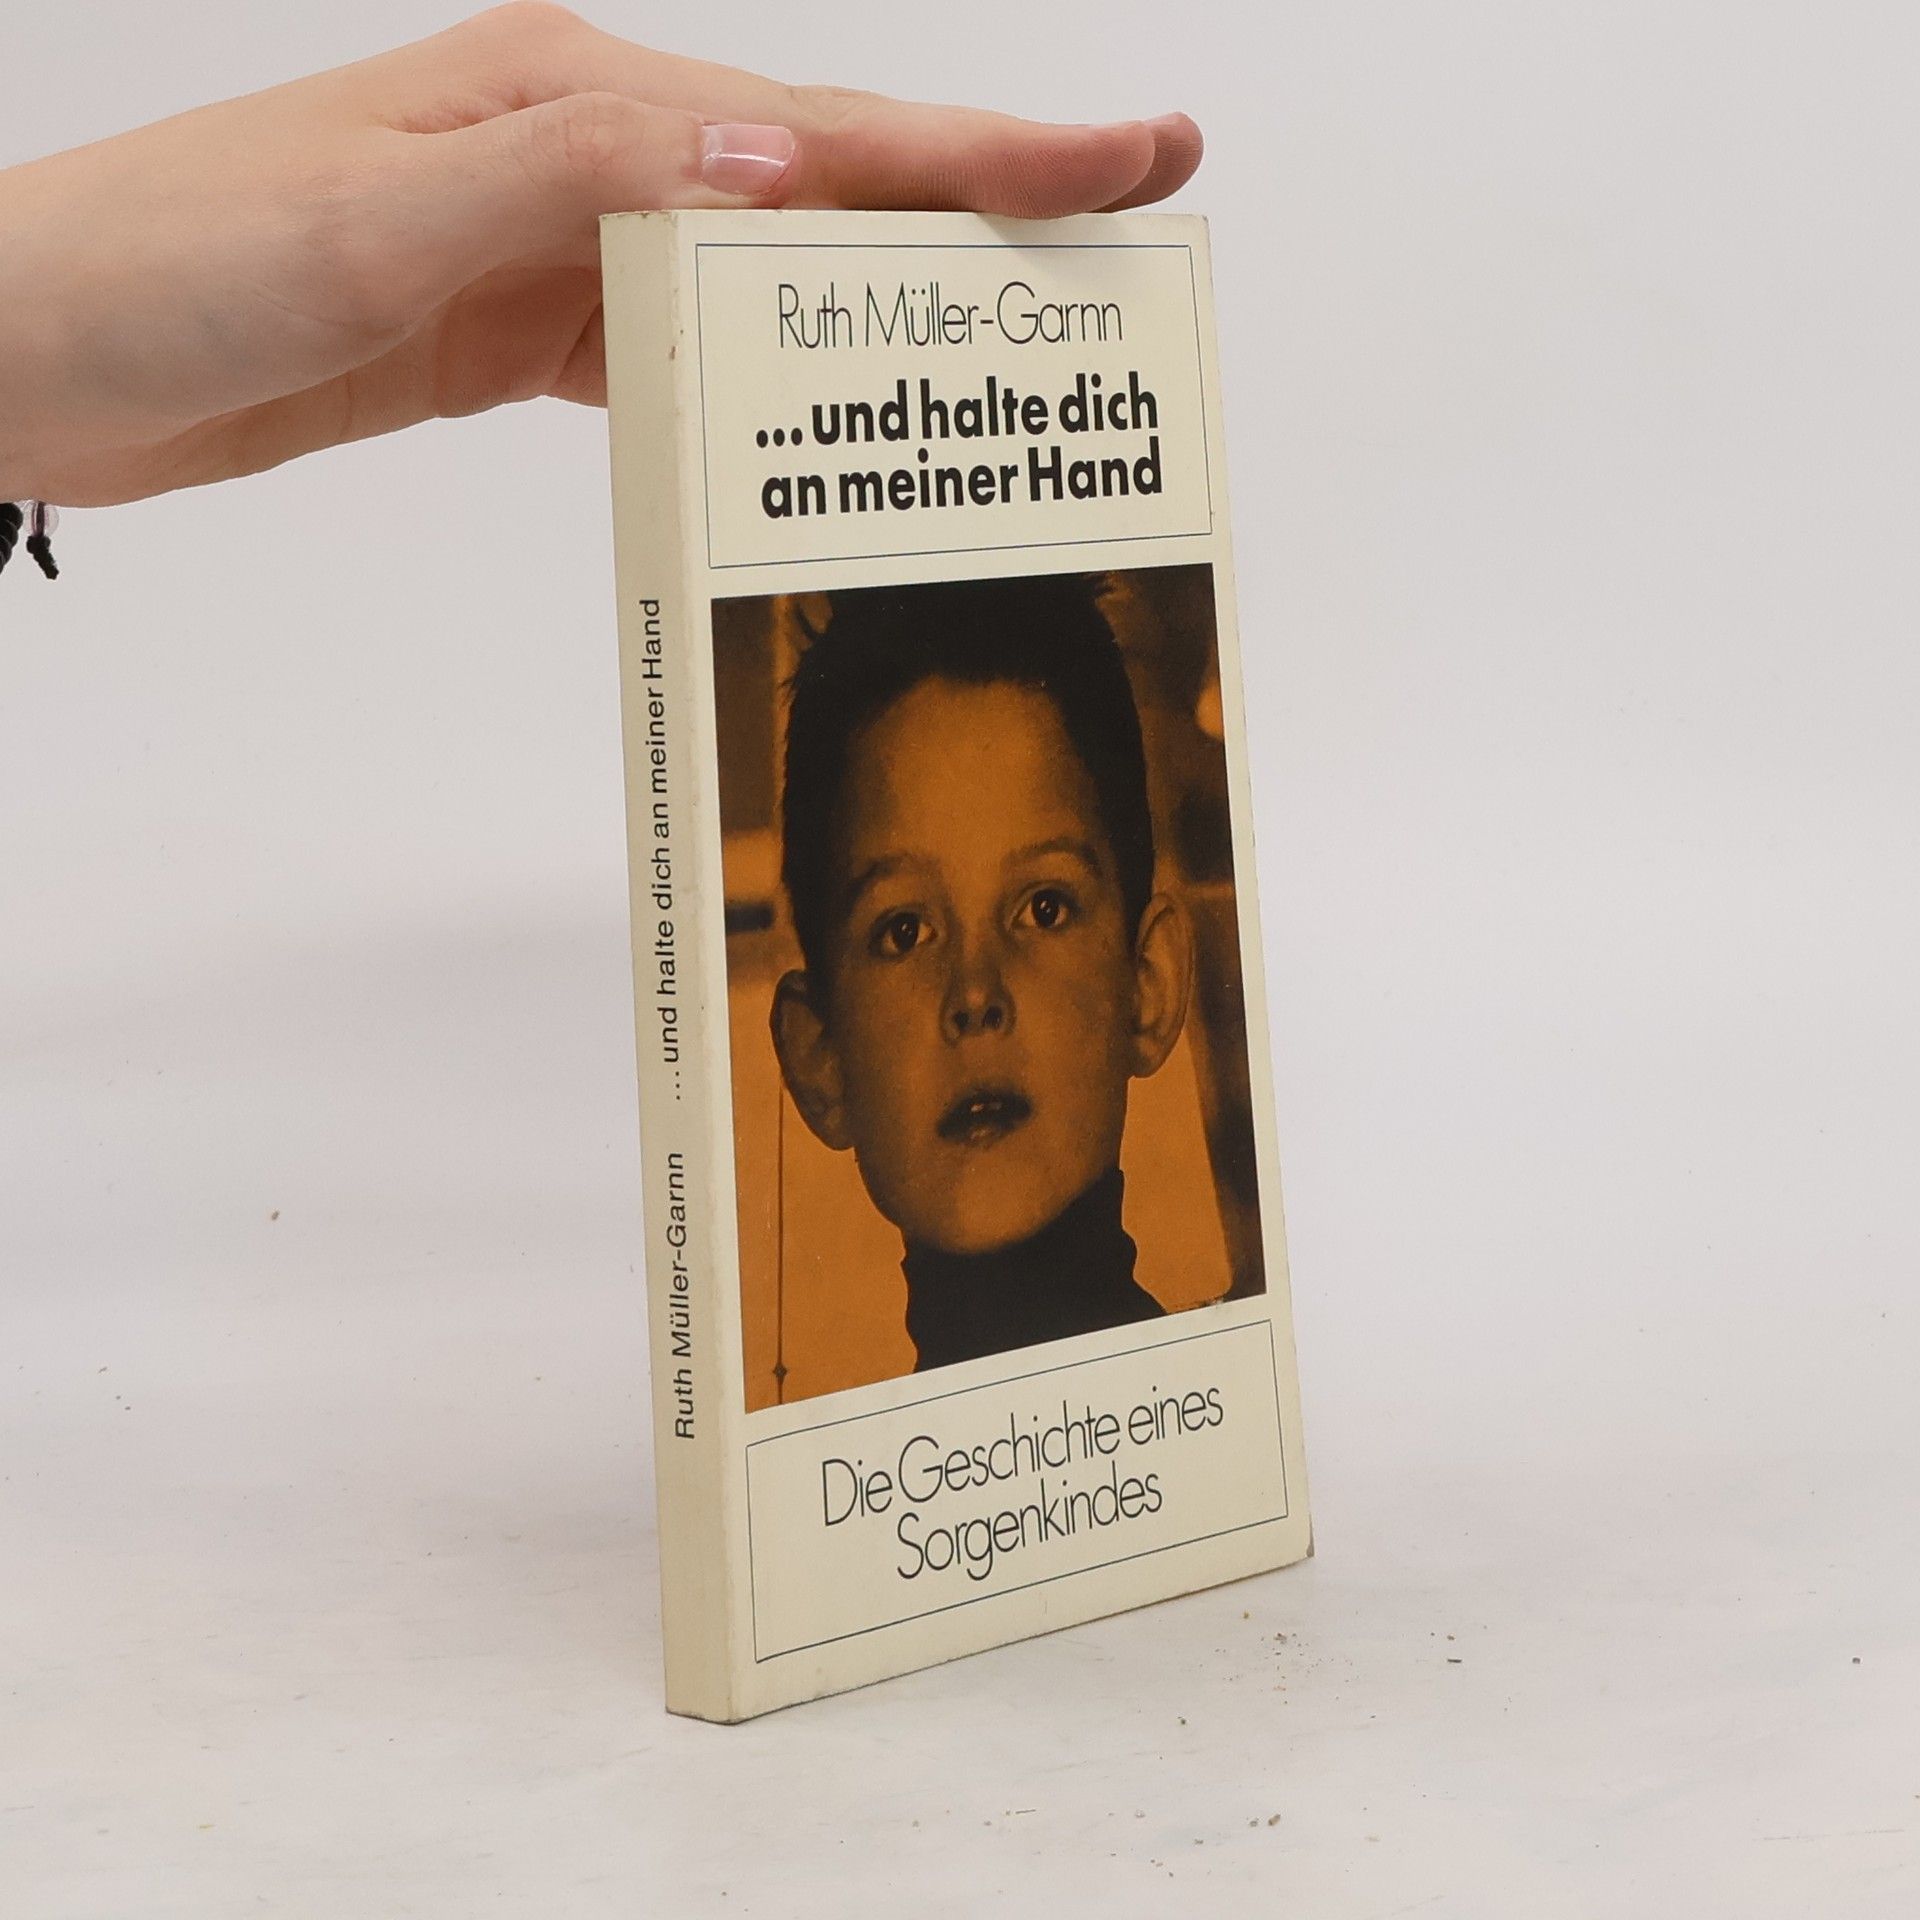 Ruth Müller-Garnn
...und halte dich
an meiner Hand
Die Geschichte eines
Sorgenkindes
Ruth Müller-Garnn ...und halte dich an meiner Hand